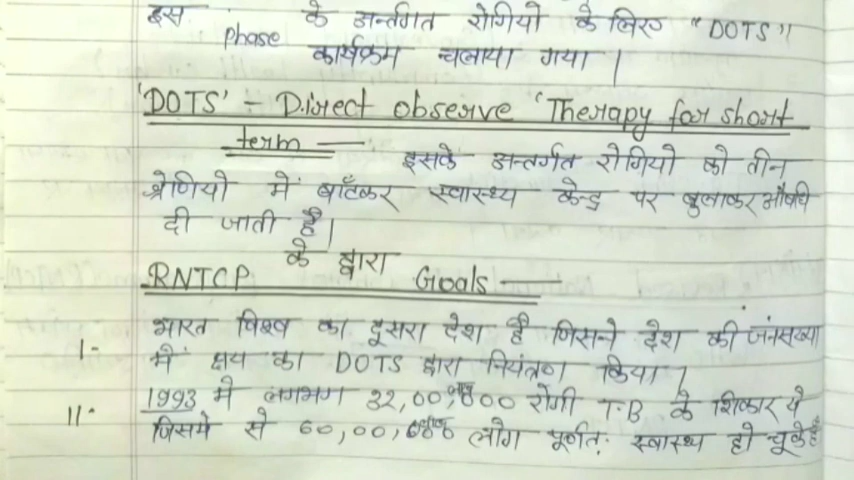 इस phase के अन्तर्गत रोगियो के लिए "DOTS"
कार्यक्रम चलाया गया |
'DOTS' - Direct observe 'Therapy for short
term — इसके अन्तर्गत रोगियो को तीन
श्रेणियो में बाँटकर स्वास्थ्य केन्द्र पर बुलाकर औषधि
दी जाती है |
RNTCP के द्वारा Goals -
I- भारत विश्व का दूसरा देश है जिसने देश की जनंसख्या
में क्षय का DOTS द्वारा नियंत्रण किया |
II- 1993 में लगभग 32,00,000 रोगी T.B के शिकार थे
जिसमे से 60,00, लोग पूर्णत: स्वास्थ्य हो चूके है